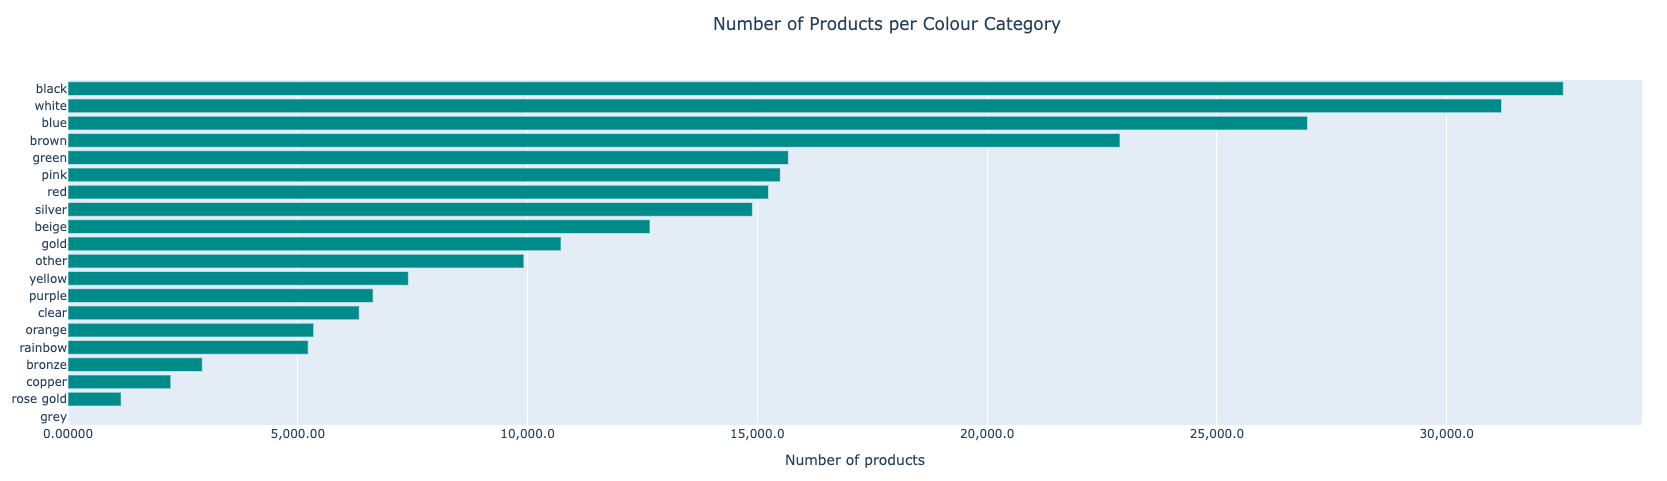 Number of Products per Colour Category
black
white
blue
brown
green
pink
red
silver
beige
gold
other
yellow
purple
clear
orange
rainbow
bronze
copper
rose gold
grey
0.00000 5,000.00 10,000.0 15,000.0 20,000.0 25,000.0 30,000.0
Number of products